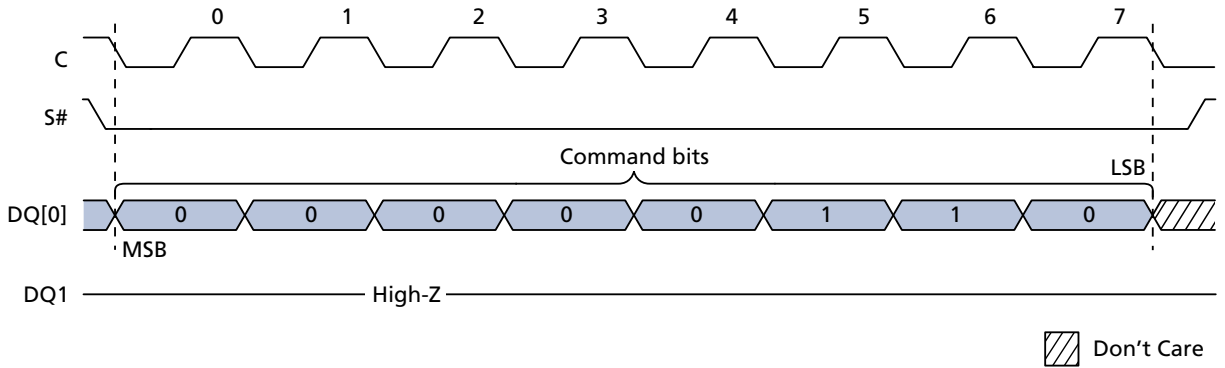 0 1 2 3 4 5 6 7
C
S#
Command bits
LSB
DQ[0] 0 0 0 0 0 1 1 0
MSB
DQ1 High-Z
Don't Care